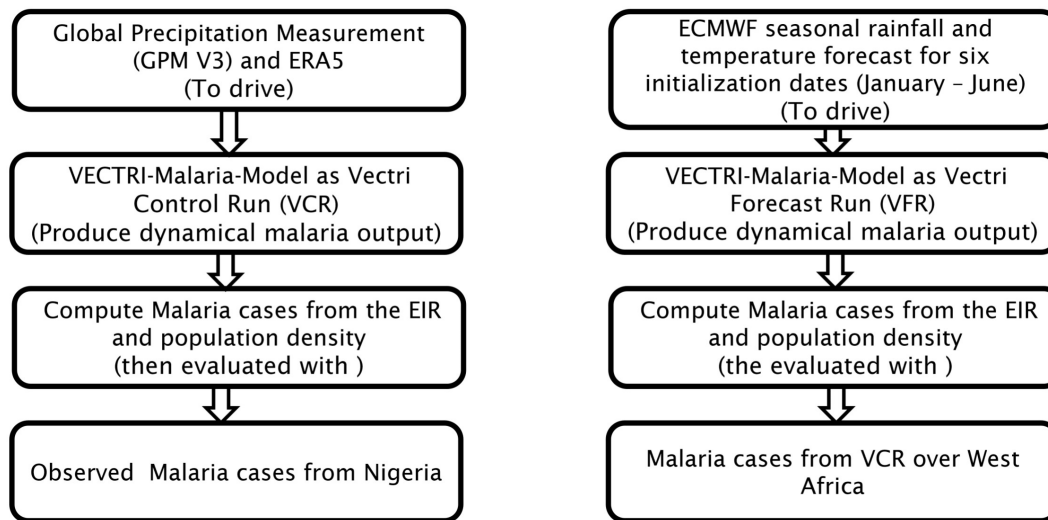 Global Precipitation Measurement
(GPM V3) and ERA5
(To drive)
VECTRI-Malaria-Model as Vectri
Control Run (VCR)
(Produce dynamical malaria output)
Compute Malaria cases from the EIR
and population density
(then evaluated with )
Observed  Malaria cases from Nigeria
ECMWF seasonal rainfall and
temperature forecast for six
initialization dates (January – June)
(To drive)
VECTRI-Malaria-Model as Vectri
Forecast Run (VFR)
(Produce dynamical malaria output)
Compute Malaria cases from the EIR
and population density
(the evaluated with )
Malaria cases from VCR over West
Africa